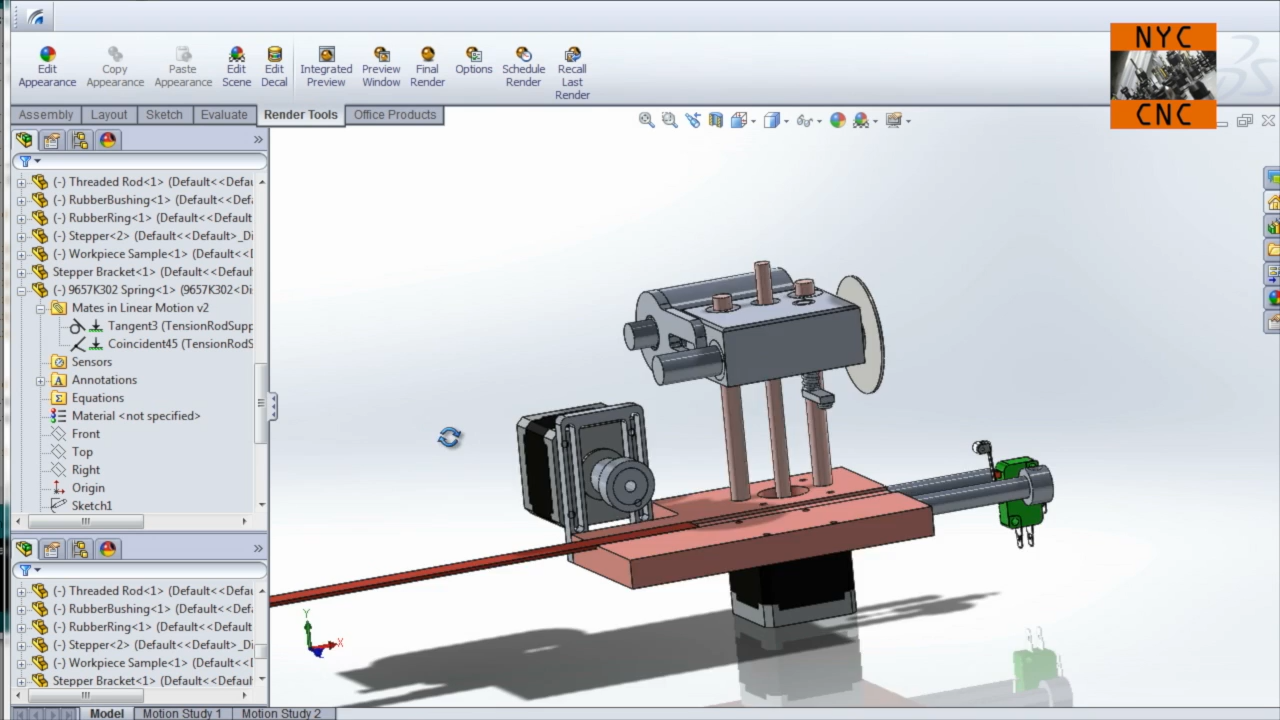 NYC
CNC
Edit Appearance
Copy Appearance
Paste Appearance
Edit Scene
Edit Decal
Integrated Preview
Preview Window
Final Render
Options
Schedule Render
Recall Last Render
Assembly
Layout
Sketch
Evaluate
Render Tools
Office Products
(-) Threaded Rod<1> (Default<<Defau
(-) RubberBushing<1> (Default<<Def
(-) RubberRing<1> (Default<<Default
(-) Stepper<2> (Default<<Default>_Di
(-) Workpiece Sample<1> (Default<<D
Stepper Bracket<1> (Default<<Defaul
(-) 9657K302 Spring<1> (9657K302<Di
Mates in Linear Motion v2
Tangent3 (TensionRodSupp
Coincident45 (TensionRodS
Sensors
Annotations
Equations
Material <not specified>
Front
Top
Right
Origin
Sketch1
(-) Threaded Rod<1> (Default<<Defau
(-) RubberBushing<1> (Default<<Def
(-) RubberRing<1> (Default<<Default
(-) Stepper<2> (Default<<Default>_Di
(-) Workpiece Sample<1> (Default<<D
Stepper Bracket<1> (Default<<Defaul
Y
X
Model
Motion Study 1
Motion Study 2